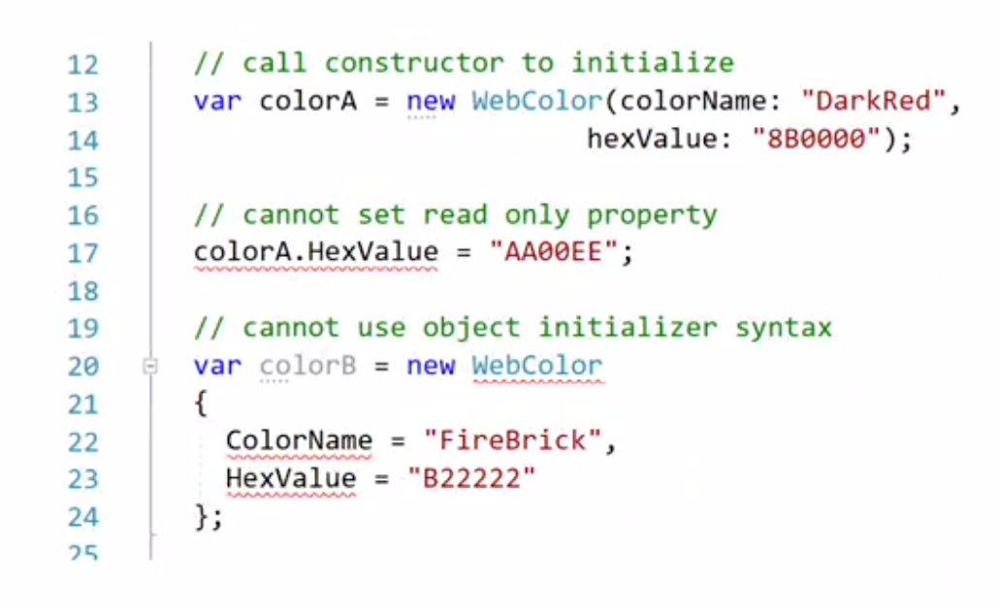 12 // call constructor to initialize
13 var colorA = new WebColor(colorName: "DarkRed",
14 hexValue: "8B0000");
15
16 // cannot set read only property
17 colorA.HexValue = "AA00EE";
18
19 // cannot use object initializer syntax
20 var colorB = new WebColor
21 {
22 ColorName = "FireBrick",
23 HexValue = "B22222"
24 };
25